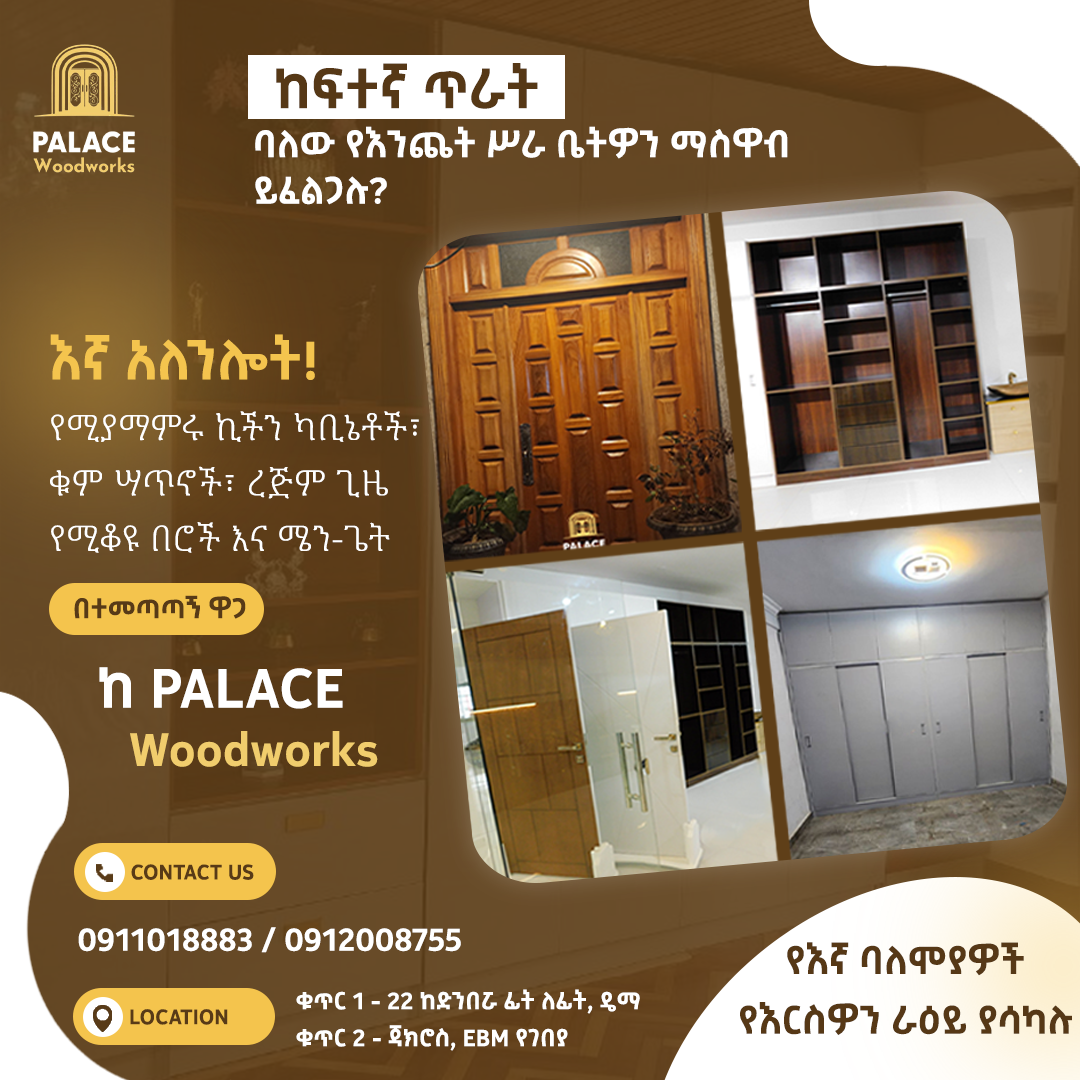 PALACE
Woodworks
ከፍተኛ ጥራት
ባለው የእንጨት ሥራ ቤትዎን ማስዋብ
ይፈልጋሉ?
እኛ አለንሎት!
የሚያማምሩ ኪችን ካቢኔቶች፣
ቁም ሣጥኖች፣ ረጅም ጊዜ
የሚቆዩ በሮች እና ሜን-ጌት
በተመጣጣኝ ዋጋ
ከ PALACE
Woodworks
PALACE
CONTACT US
0911018883 / 0912008755
LOCATION
ቁጥር 1 - 22 ከድንበሯ ፊት ለፊት, ዴማ
ቁጥር 2 - ጃክሮስ, EBM የገበያ
የእኛ ባለሞያዎች
የእርስዎን ራዕይ ያሳካሉ